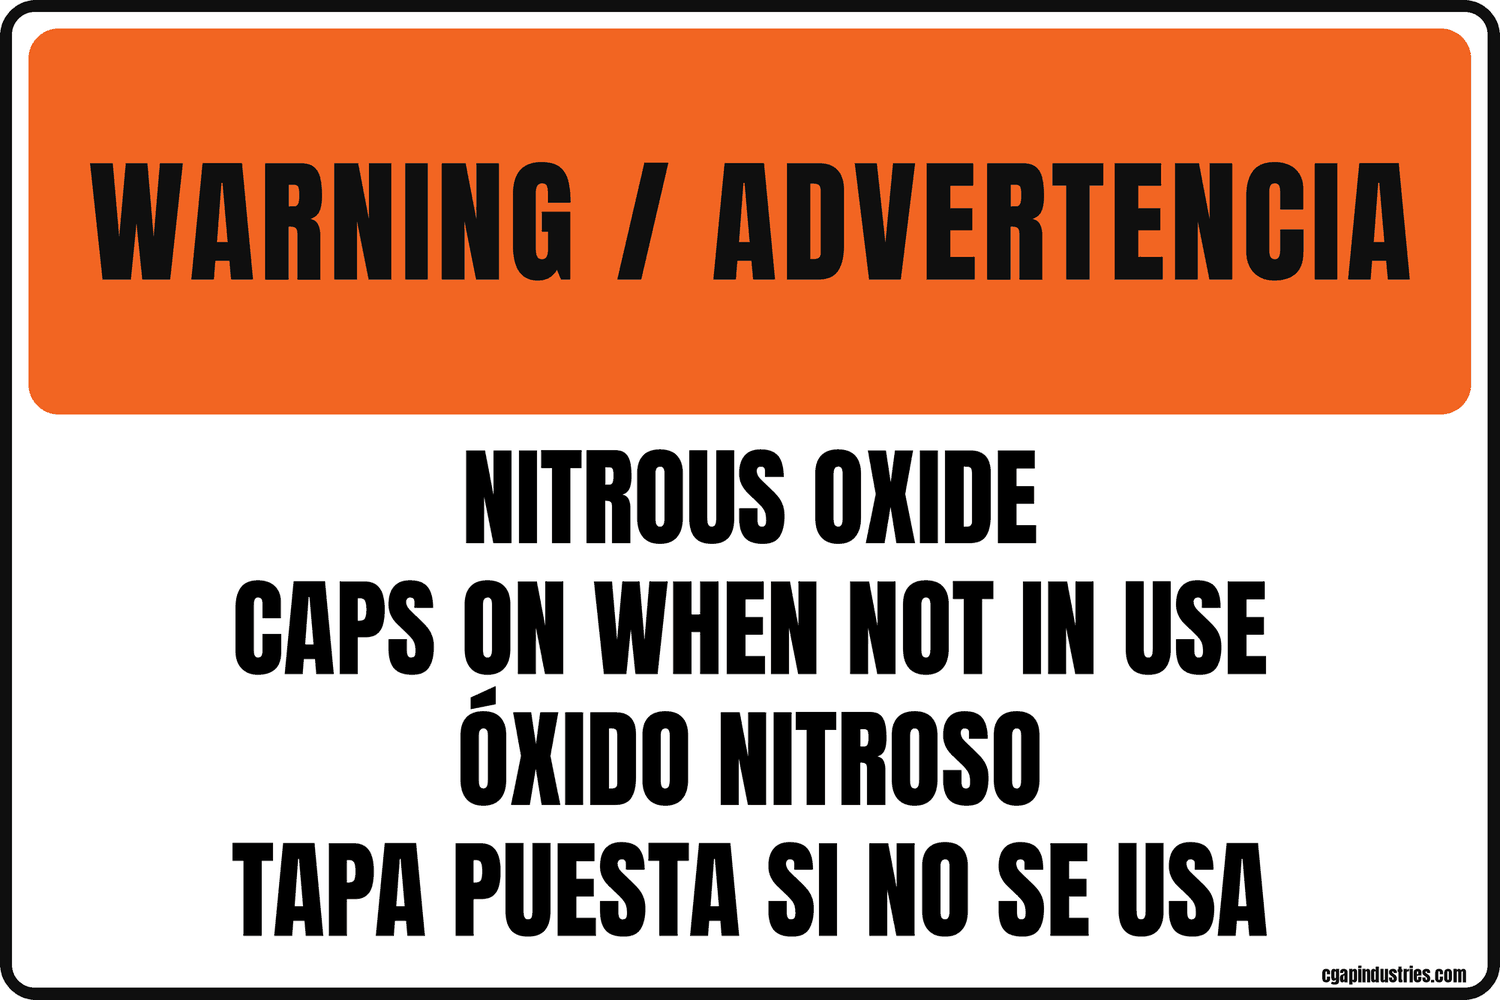 WARNING / ADVERTENCIA
NITROUS OXIDE
CAPS ON WHEN NOT IN USE
ÓXIDO NITROSO
TAPA PUESTA SI NO SE USA
cgapindustries.com